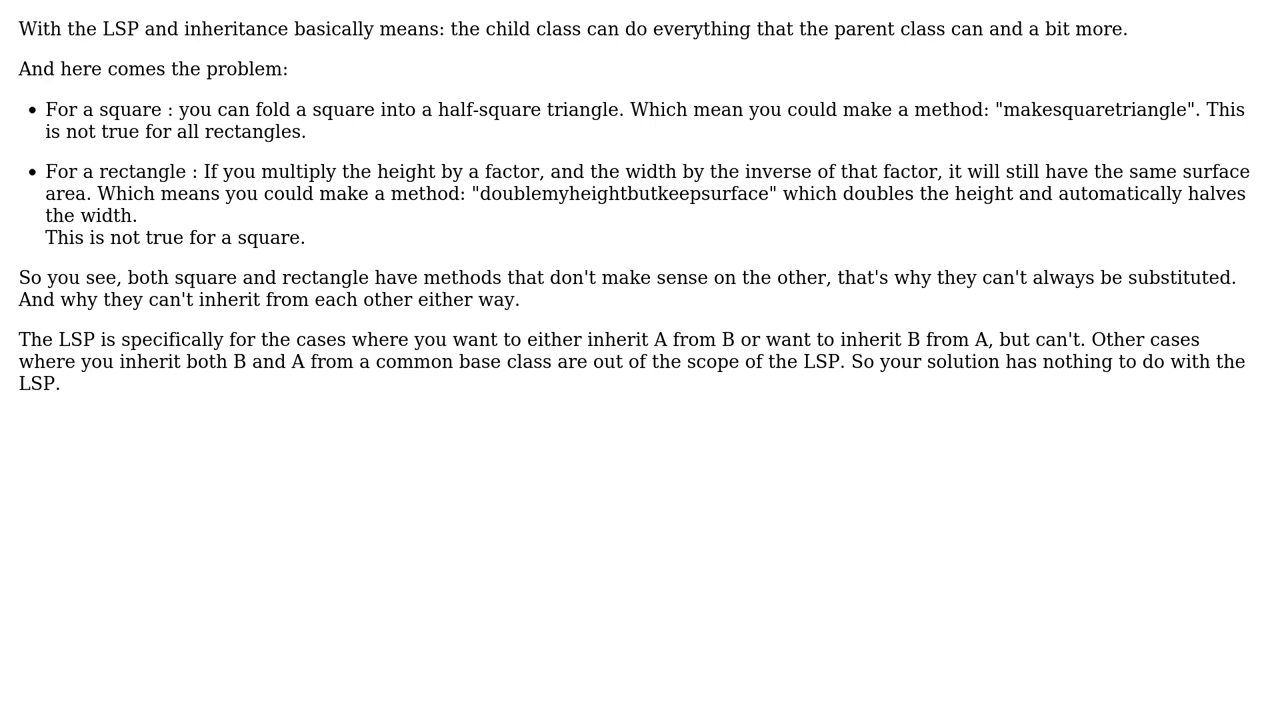 With the LSP and inheritance basically means: the child class can do everything that the parent class can and a bit more.
And here comes the problem:
• For a square : you can fold a square into a half-square triangle. Which mean you could make a method: "makesquaretriangle". This
is not true for all rectangles.
• For a rectangle : If you multiply the height by a factor, and the width by the inverse of that factor, it will still have the same surface
area. Which means you could make a method: "doublemyheightbutkeepsurface" which doubles the height and automatically halves
the width.
This is not true for a square.
So you see, both square and rectangle have methods that don't make sense on the other, that's why they can't always be substituted.
And why they can't inherit from each other either way.
The LSP is specifically for the cases where you want to either inherit A from B or want to inherit B from A, but can't. Other cases
where you inherit both B and A from a common base class are out of the scope of the LSP. So your solution has nothing to do with the
LSP.